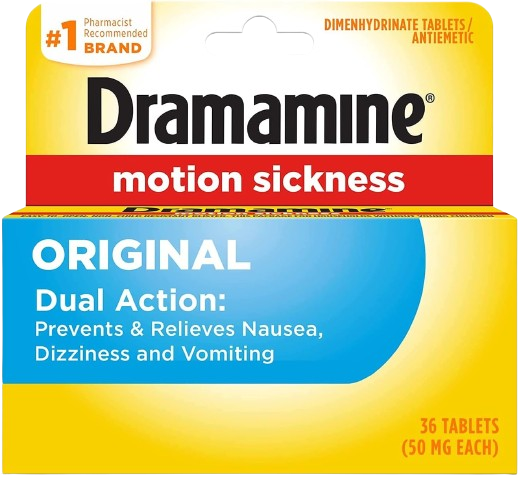 #1 Pharmacist
Recommended
BRAND
DIMENHYDRINATE TABLETS/
ANTIEMETIC
Dramamine®
motion sickness
Dramamine
ORIGINAL
Dual Action:
Prevents & Relieves Nausea,
Dizziness and Vomiting
36 TABLETS
(50 MG EACH)